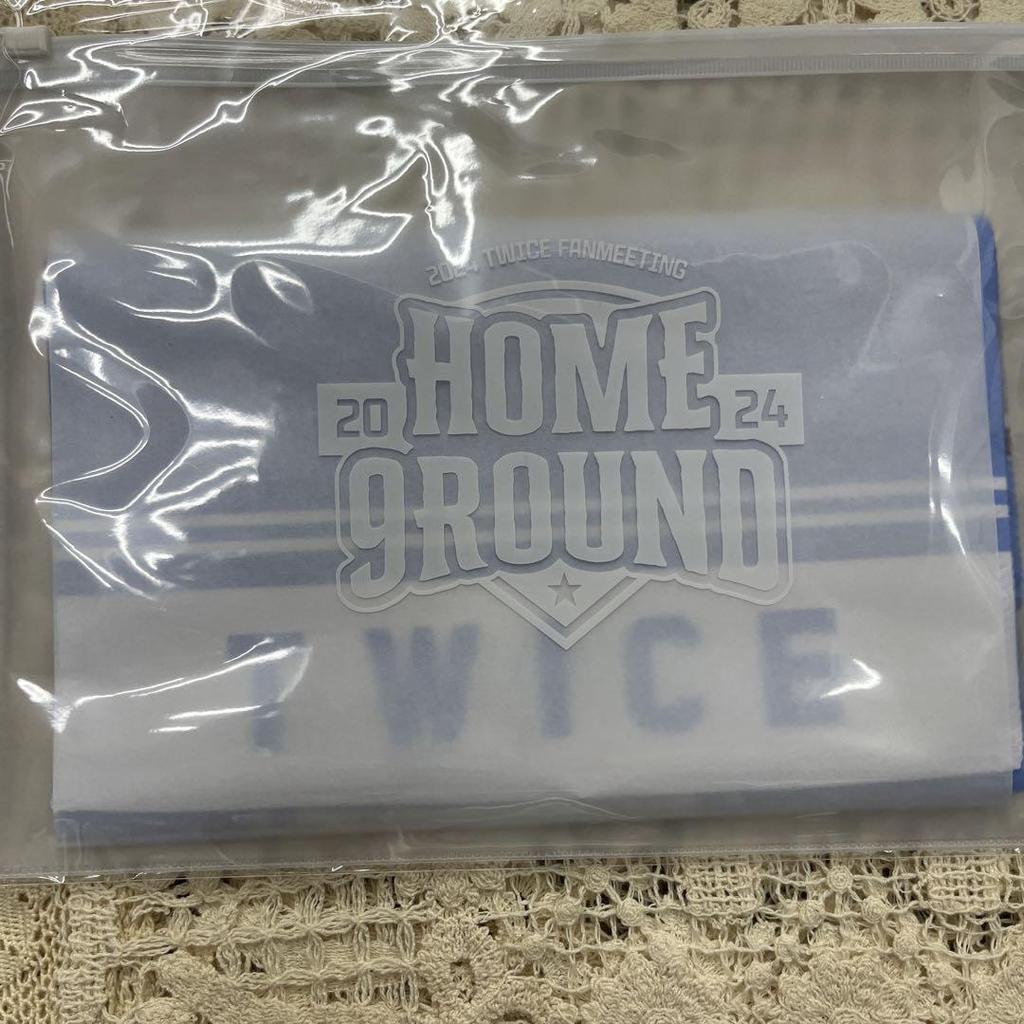 2024 TWICE FANMEETING
HOME
20 24
9ROUND
TWICE